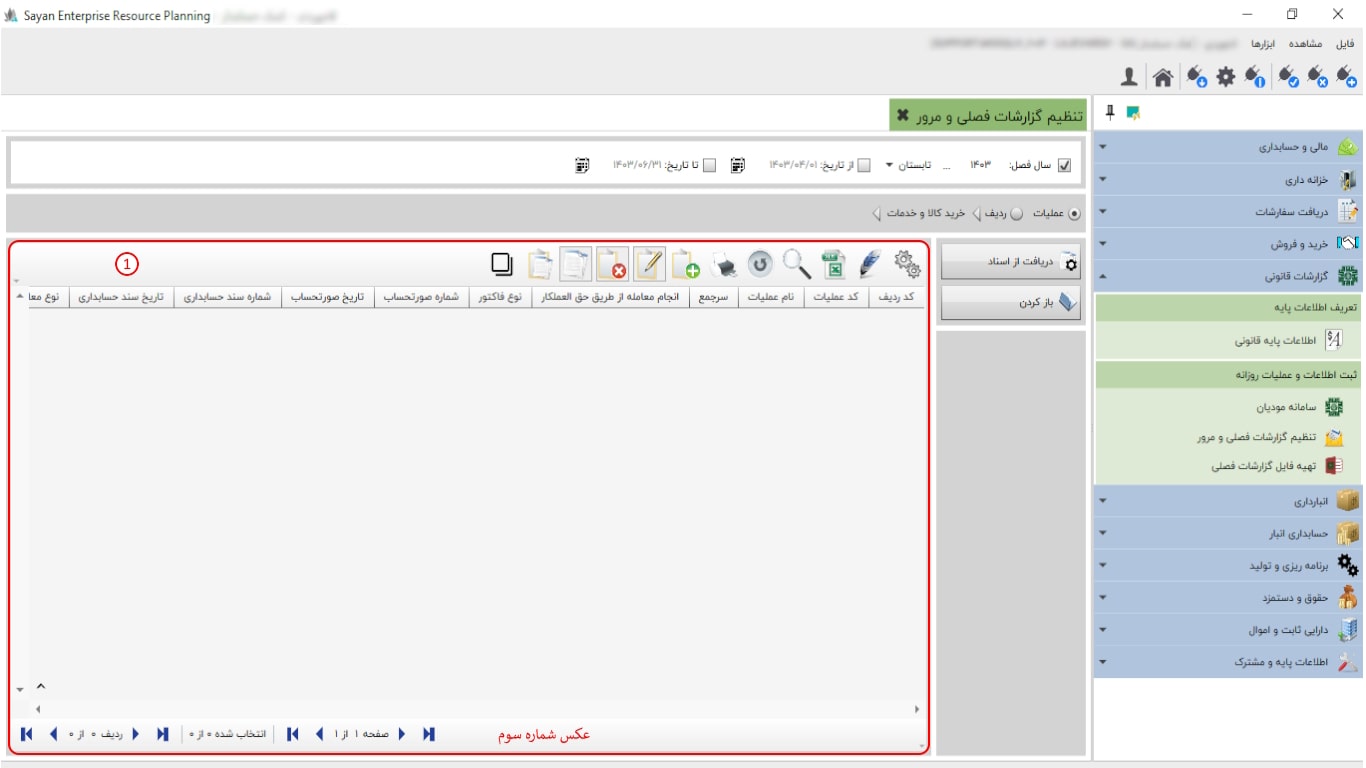 Sayan Enterprise Resource Planning
فایل مشاهده ابزارها
تنظیم گزارشات فصلی و مرور
سال فصل: ۱۴۰۳ ... تابستان از تاریخ: ۱۴۰۳/۰۴/۰۱ تا تاریخ: ۱۴۰۳/۰۶/۳۱
عملیات ردیف خرید کالا و خدمات
مالی و حسابداری
خزانه داری
دریافت سفارشات
خرید و فروش
گزارشات قانونی
تعریف اطلاعات پایه
اطلاعات پایه قانونی
ثبت اطلاعات و عملیات روزانه
سامانه مودیان
تنظیم گزارشات فصلی و مرور
تهیه فایل گزارشات فصلی
انبارداری
حسابداری انبار
برنامه ریزی و تولید
حقوق و دستمزد
دارایی ثابت و اموال
اطلاعات پایه و مشترک
دریافت از اسناد
باز کردن
1
کد ردیف کد عملیات نام عملیات سرجمع انجام معامله از طریق حق العملکار نوع فاکتور شماره صورتحساب تاریخ صورتحساب شماره سند حسابداری تاریخ سند حسابداری نوع معا
عکس شماره سوم
صفحه ۱ از ۱ انتخاب شده ۰ از ۰ ردیف ۰ از ۰